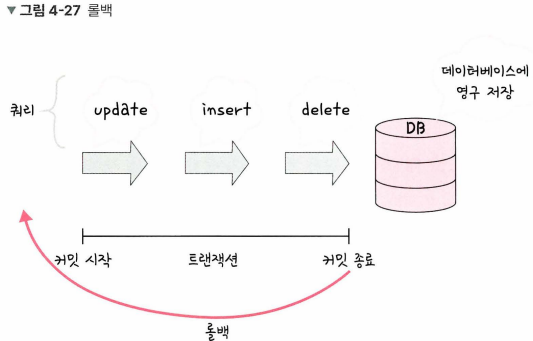 ▼ 그림 4-27 롤백
데이터베이스에
영구 저장
쿼리
update
insert
delete
DB
커밋 시작
트랜잭션
커밋 종료
롤백